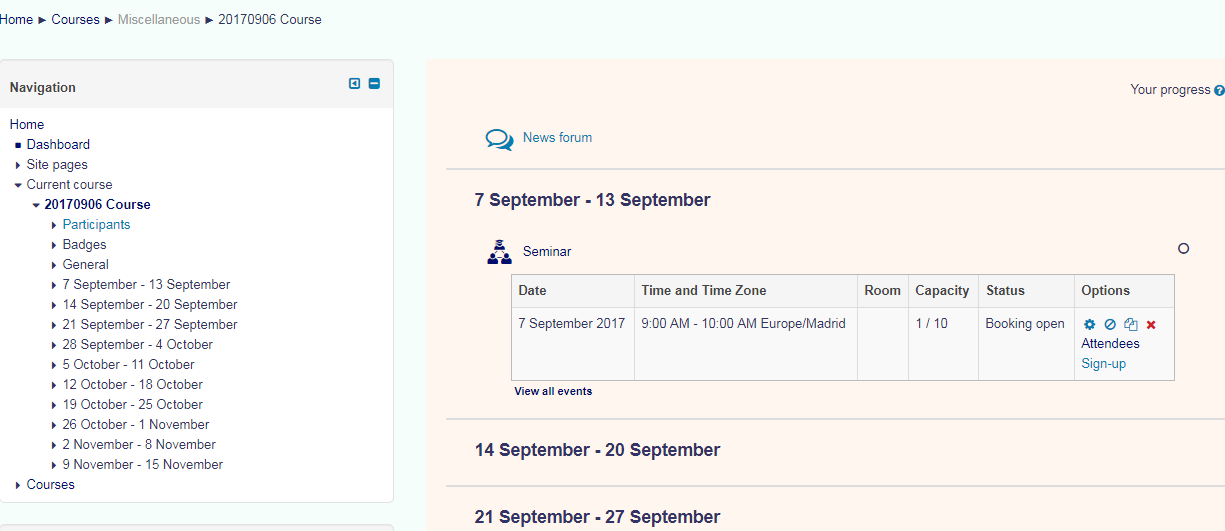 Home ► Courses ► Miscellaneous ► 20170906 Course
Navigation
Home
Dashboard
Site pages
Current course
20170906 Course
Participants
Badges
General
7 September - 13 September
14 September - 20 September
21 September - 27 September
28 September - 4 October
5 October - 11 October
12 October - 18 October
19 October - 25 October
26 October - 1 November
2 November - 8 November
9 November - 15 November
Courses
Your progress
News forum
7 September - 13 September
Seminar
Date Time and Time Zone Room Capacity Status Options
7 September 2017 9:00 AM - 10:00 AM Europe/Madrid 1 / 10 Booking open
Attendees
Sign-up
View all events
14 September - 20 September
21 September - 27 September